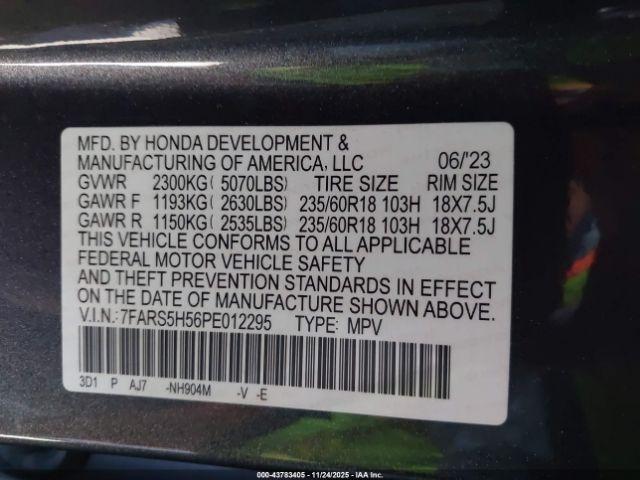 MFD. BY HONDA DEVELOPMENT &
MANUFACTURING OF AMERICA, LLC 06/'23
GVWR 2300KG ( 5070LBS) TIRE SIZE RIM SIZE
GAWR F 1193KG ( 2630LBS) 235/60R18 103H 18X7.5J
GAWR R 1150KG ( 2535LBS) 235/60R18 103H 18X7.5J
THIS VEHICLE CONFORMS TO ALL APPLICABLE
FEDERAL MOTOR VEHICLE SAFETY
AND THEFT PREVENTION STANDARDS IN EFFECT
ON THE DATE OF MANUFACTURE SHOWN ABOVE.
V.I.N.:7FARS5H56PE012295 TYPE: MPV
3D1 P AJ7 -NH904M -V -E
000-43783405 - 11/24/2025 - IAA Inc.